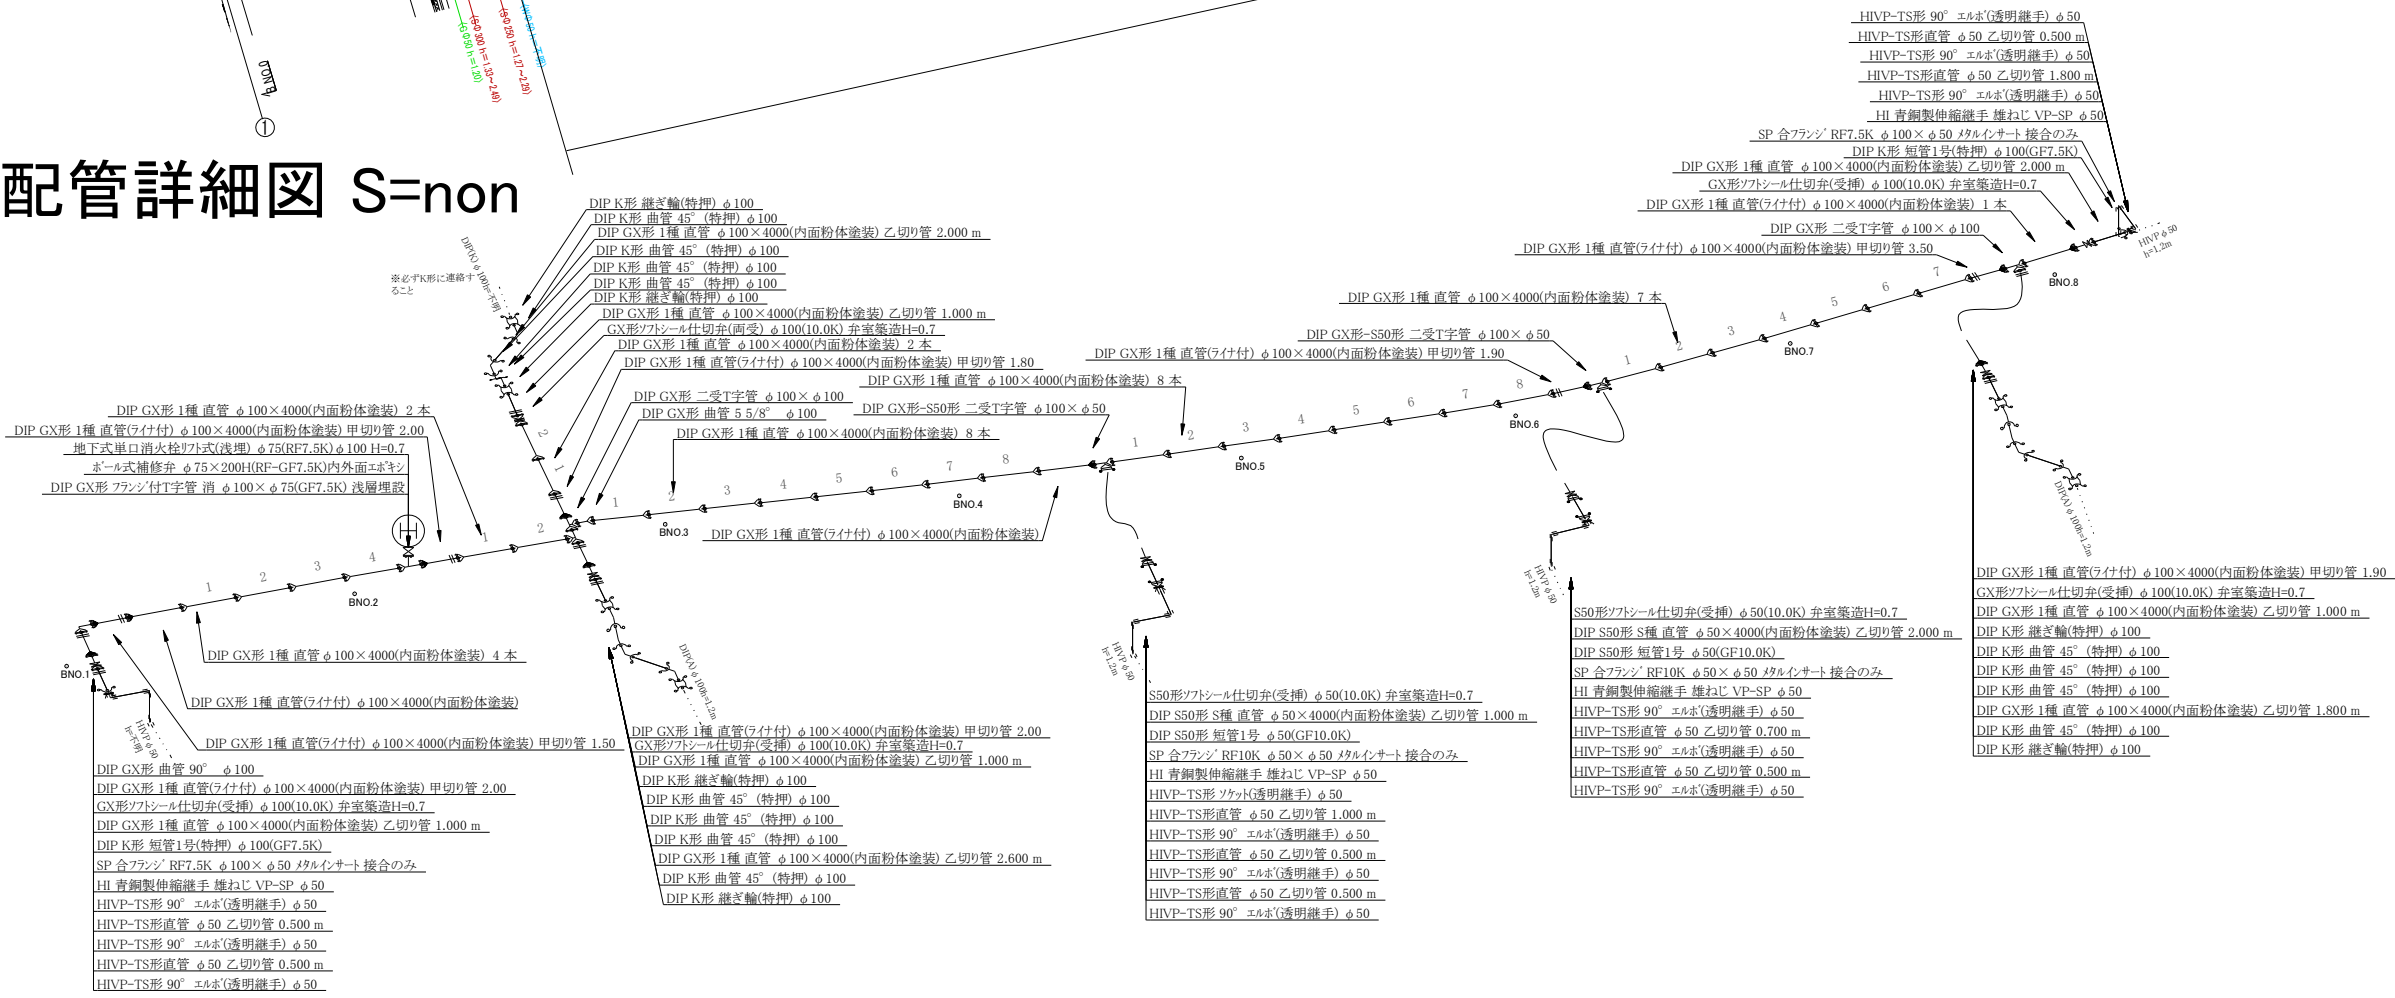 (G Φ50 h=1.20)
(S Φ300 h=1.33~2.49)
(S Φ250 h=1.27~2.29)
(W Φ50 h=不明)
BNO.0
①
配管詳細図 S=non
DIP K形 継ぎ輪(特押) φ100
DIP K形 曲管 45° (特押) φ100
DIP GX形 1種 直管 φ100×4000(内面粉体塗装) 乙切り管 2.000 m
DIP K形 曲管 45° (特押) φ100
DIP K形 曲管 45° (特押) φ100
DIP K形 曲管 45° (特押) φ100
DIP K形 継ぎ輪(特押) φ100
DIP GX形 1種 直管 φ100×4000(内面粉体塗装) 乙切り管 1.000 m
GX形ソフトシール仕切弁(両受) φ100(10.0K) 弁室築造H=0.7
DIP GX形 1種 直管 φ100×4000(内面粉体塗装) 2 本
DIP GX形 1種 直管(ライナ付) φ100×4000(内面粉体塗装) 甲切り管 1.80
DIP GX形 二受T字管 φ100×φ100
DIP GX形 曲管 5 5/8° φ100
DIP GX形 1種 直管 φ100×4000(内面粉体塗装) 8 本
DIP(K) φ100h=不明
※必ずK形に連絡す
ること
DIP GX形 1種 直管 φ100×4000(内面粉体塗装) 2 本
DIP GX形 1種 直管(ライナ付) φ100×4000(内面粉体塗装) 甲切り管 2.00
地下式単口消火栓リフト式(浅埋) φ75(RF7.5K)φ100 H=0.7
ボール式補修弁 φ75×200H(RF-GF7.5K)内外面エポキシ
DIP GX形 フランジ付T字管 消 φ100×φ75(GF7.5K) 浅層埋設
H
HIVP-TS形 90° エルボ(透明継手) φ50
HIVP-TS形直管 φ50 乙切り管 0.500 m
HIVP-TS形 90° エルボ(透明継手) φ50
HIVP-TS形直管 φ50 乙切り管 1.800 m
HIVP-TS形 90° エルボ(透明継手) φ50
HI 青銅製伸縮継手 雄ねじ VP-SP φ50
SP 合フランジ RF7.5K φ100×φ50 メタルインサート 接合のみ
DIP K形 短管1号(特押) φ100(GF7.5K)
DIP GX形 1種 直管 φ100×4000(内面粉体塗装) 乙切り管 2.000 m
GX形ソフトシール仕切弁(受挿) φ100(10.0K) 弁室築造H=0.7
DIP GX形 1種 直管(ライナ付) φ100×4000(内面粉体塗装) 1 本
DIP GX形 二受T字管 φ100×φ100
DIP GX形 1種 直管(ライナ付) φ100×4000(内面粉体塗装) 甲切り管 3.50
HIVP φ50
h=1.2m
DIP GX形 1種 直管 φ100×4000(内面粉体塗装) 7 本
DIP GX形-S50形 二受T字管 φ100×φ50
DIP GX形 1種 直管(ライナ付) φ100×4000(内面粉体塗装) 甲切り管 1.90
DIP GX形 1種 直管 φ100×4000(内面粉体塗装) 8 本
DIP GX形-S50形 二受T字管 φ100×φ50
DIP GX形 1種 直管(ライナ付) φ100×4000(内面粉体塗装)
1 2 3 4
1 2
2 1
1 2 3 4 5 6 7 8
1 2 3 4 5 6 7 8
1 2 3 4 5 6 7
BNO.1
BNO.2
BNO.3
BNO.4
BNO.5
BNO.6
BNO.7
BNO.8
DIP GX形 1種 直管 φ100×4000(内面粉体塗装) 4 本
DIP GX形 1種 直管(ライナ付) φ100×4000(内面粉体塗装)
DIP GX形 1種 直管(ライナ付) φ100×4000(内面粉体塗装) 甲切り管 1.50
HIVP φ50
h=不明
DIP GX形 曲管 90° φ100
DIP GX形 1種 直管(ライナ付) φ100×4000(内面粉体塗装) 甲切り管 2.00
GX形ソフトシール仕切弁(受挿) φ100(10.0K) 弁室築造H=0.7
DIP GX形 1種 直管 φ100×4000(内面粉体塗装) 乙切り管 1.000 m
DIP K形 短管1号(特押) φ100(GF7.5K)
SP 合フランジ RF7.5K φ100×φ50 メタルインサート 接合のみ
HI 青銅製伸縮継手 雄ねじ VP-SP φ50
HIVP-TS形 90° エルボ(透明継手) φ50
HIVP-TS形直管 φ50 乙切り管 0.500 m
HIVP-TS形 90° エルボ(透明継手) φ50
HIVP-TS形直管 φ50 乙切り管 0.500 m
HIVP-TS形 90° エルボ(透明継手) φ50
DIP(A) φ100h=1.2m
DIP GX形 1種 直管(ライナ付) φ100×4000(内面粉体塗装) 甲切り管 2.00
GX形ソフトシール仕切弁(受挿) φ100(10.0K) 弁室築造H=0.7
DIP GX形 1種 直管 φ100×4000(内面粉体塗装) 乙切り管 1.000 m
DIP K形 継ぎ輪(特押) φ100
DIP K形 曲管 45° (特押) φ100
DIP K形 曲管 45° (特押) φ100
DIP K形 曲管 45° (特押) φ100
DIP GX形 1種 直管 φ100×4000(内面粉体塗装) 乙切り管 2.600 m
DIP K形 曲管 45° (特押) φ100
DIP K形 継ぎ輪(特押) φ100
HIVP φ50
h=1.2m
S50形ソフトシール仕切弁(受挿) φ50(10.0K) 弁室築造H=0.7
DIP S50形 S種 直管 φ50×4000(内面粉体塗装) 乙切り管 1.000 m
DIP S50形 短管1号 φ50(GF10.0K)
SP 合フランジ RF10K φ50×φ50 メタルインサート 接合のみ
HI 青銅製伸縮継手 雄ねじ VP-SP φ50
HIVP-TS形 ソケット(透明継手) φ50
HIVP-TS形直管 φ50 乙切り管 1.000 m
HIVP-TS形 90° エルボ(透明継手) φ50
HIVP-TS形直管 φ50 乙切り管 0.500 m
HIVP-TS形 90° エルボ(透明継手) φ50
HIVP-TS形直管 φ50 乙切り管 0.500 m
HIVP-TS形 90° エルボ(透明継手) φ50
HIVP φ50
h=1.2m
S50形ソフトシール仕切弁(受挿) φ50(10.0K) 弁室築造H=0.7
DIP S50形 S種 直管 φ50×4000(内面粉体塗装) 乙切り管 2.000 m
DIP S50形 短管1号 φ50(GF10.0K)
SP 合フランジ RF10K φ50×φ50 メタルインサート 接合のみ
HI 青銅製伸縮継手 雄ねじ VP-SP φ50
HIVP-TS形 90° エルボ(透明継手) φ50
HIVP-TS形直管 φ50 乙切り管 0.700 m
HIVP-TS形 90° エルボ(透明継手) φ50
HIVP-TS形直管 φ50 乙切り管 0.500 m
HIVP-TS形 90° エルボ(透明継手) φ50
DIP(A) φ100h=1.2m
DIP GX形 1種 直管(ライナ付) φ100×4000(内面粉体塗装) 甲切り管 1.90
GX形ソフトシール仕切弁(受挿) φ100(10.0K) 弁室築造H=0.7
DIP GX形 1種 直管 φ100×4000(内面粉体塗装) 乙切り管 1.000 m
DIP K形 継ぎ輪(特押) φ100
DIP K形 曲管 45° (特押) φ100
DIP K形 曲管 45° (特押) φ100
DIP K形 曲管 45° (特押) φ100
DIP GX形 1種 直管 φ100×4000(内面粉体塗装) 乙切り管 1.800 m
DIP K形 曲管 45° (特押) φ100
DIP K形 継ぎ輪(特押) φ100